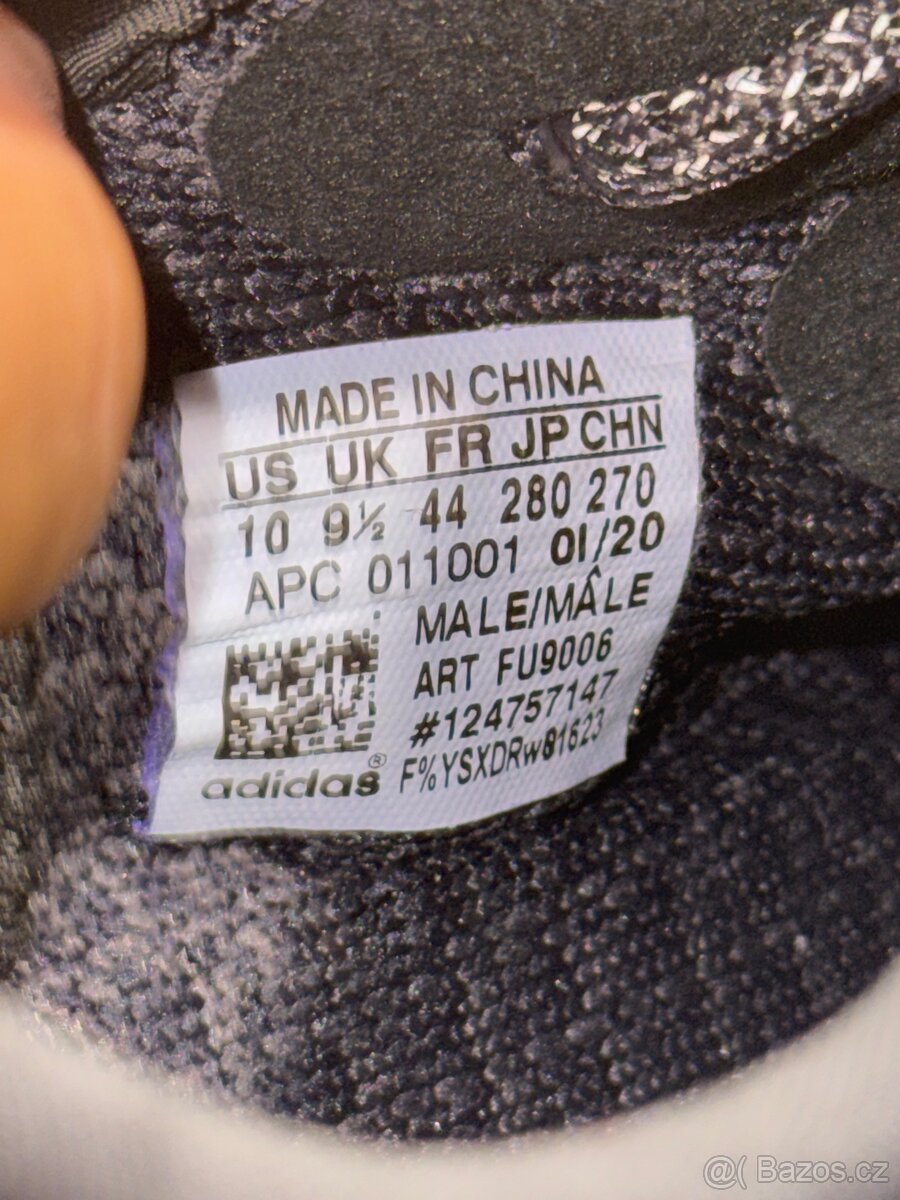 MADE IN CHINA
US UK FR JP CHN
10 9½ 44 280 270
APC 011001 01/20
MALE/MÂLE
ART FU9006
#124757147
F%YSXDRw81623
adidas®
@( Bazos.cz